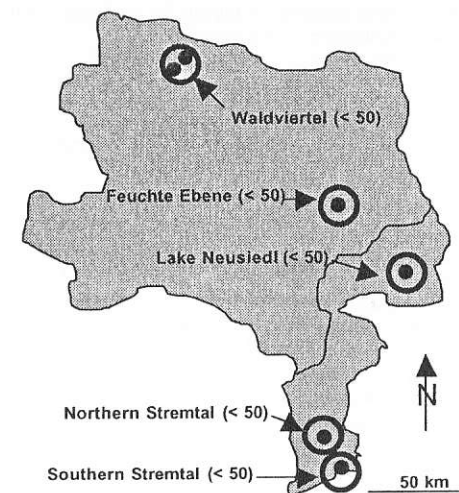 Waldviertel (< 50)
Feuchte Ebene (< 50)
Lake Neusiedl (< 50)
N
Northern Stremtal (< 50)
Southern Stremtal (< 50)
50 km